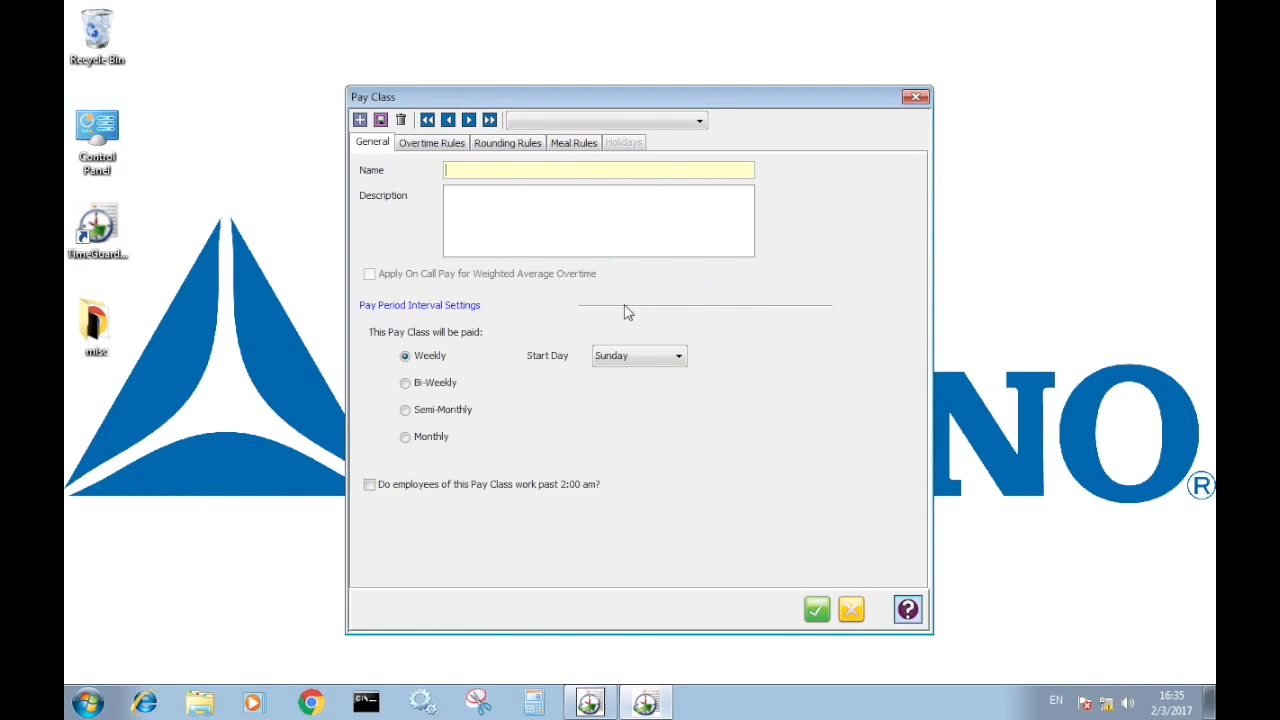 Recycle Bin
Control
Panel
TimeGuard...
misc
Pay Class
General
Overtime Rules
Rounding Rules
Meal Rules
Holidays
Name
Description
Apply On Call Pay for Weighted Average Overtime
Pay Period Interval Settings
This Pay Class will be paid:
Weekly
Start Day
Sunday
Bi-Weekly
Semi-Monthly
Monthly
Do employees of this Pay Class work past 2:00 am?
NO®
EN
16:35
2/3/2017